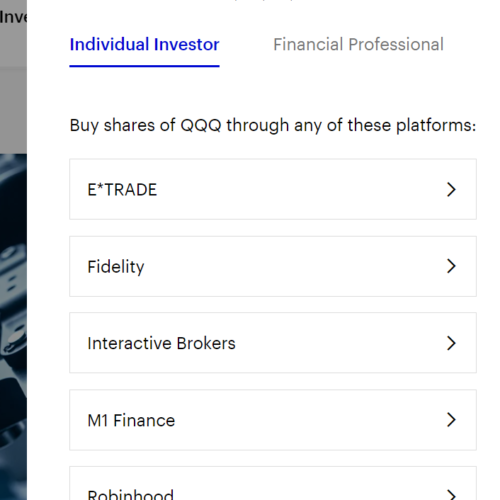 Individual Investor
Financial Professional
Buy shares of QQQ through any of these platforms:
E*TRADE
Fidelity
Interactive Brokers
M1 Finance
Robinhood